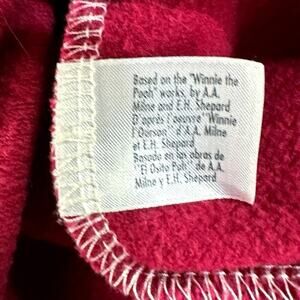 Based on the "Winnie the
Pooh" works, by A.A.
Milne and E.H. Shepard
D'après l'oeuvre "Winnie
l'Ourson" d'A.A. Milne
et E.H. Shepard
Basado en las obras de
"El Osito Puh" de A.A.
Milne y E.H. Shepard